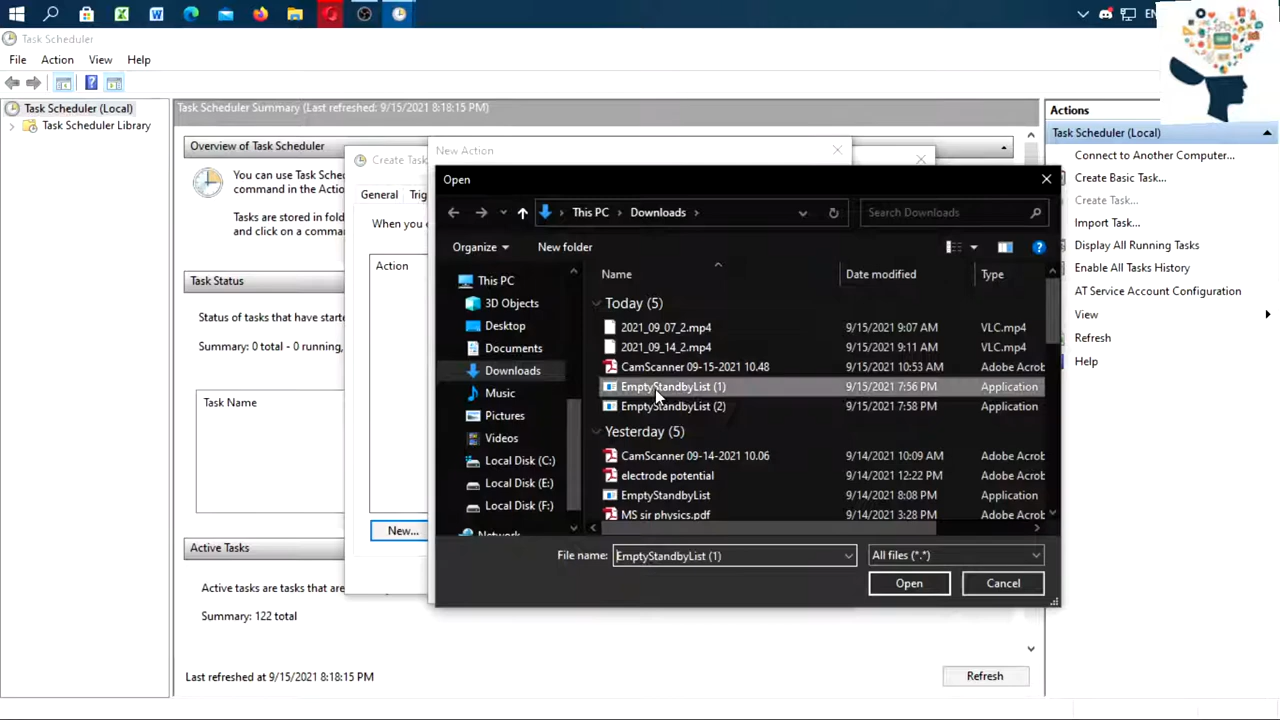 EN
Task Scheduler
File Action View Help
Task Scheduler (Local)
Task Scheduler Library
Task Scheduler Summary (Last refreshed: 9/15/2021 8:18:15 PM)
Overview of Task Scheduler
You can use Task Sche
command in the Actio
Tasks are stored in fold
and click on a comma
Task Status
Status of tasks that have starte
Summary: 0 total - 0 running,
Task Name
Active Tasks
Active tasks are tasks that are
Summary: 122 total
Last refreshed at 9/15/2021 8:18:15 PM
Refresh
Create Task
General Trig
When you c
Action
New...
New Action
Open
This PC Downloads
Search Downloads
Organize New folder
This PC
3D Objects
Desktop
Documents
Downloads
Music
Pictures
Videos
Local Disk (C:)
Local Disk (E:)
Local Disk (F:)
Network
Name Date modified Type
Today (5)
2021_09_07_2.mp4 9/15/2021 9:07 AM VLC.mp4
2021_09_14_2.mp4 9/15/2021 9:11 AM VLC.mp4
CamScanner 09-15-2021 10.48 9/15/2021 10:53 AM Adobe Acrob
EmptyStandbyList (1) 9/15/2021 7:56 PM Application
EmptyStandbyList (2) 9/15/2021 7:58 PM Application
Yesterday (5)
CamScanner 09-14-2021 10.06 9/14/2021 10:09 AM Adobe Acrob
electrode potential 9/14/2021 12:22 PM Adobe Acrob
EmptyStandbyList 9/14/2021 8:08 PM Application
MS sir physics.pdf 9/14/2021 3:28 PM Adobe Acrob
File name: EmptyStandbyList (1) All files (*.*)
Open Cancel
Actions
Task Scheduler (Local)
Connect to Another Computer...
Create Basic Task...
Create Task...
Import Task...
Display All Running Tasks
Enable All Tasks History
AT Service Account Configuration
View
Refresh
Help